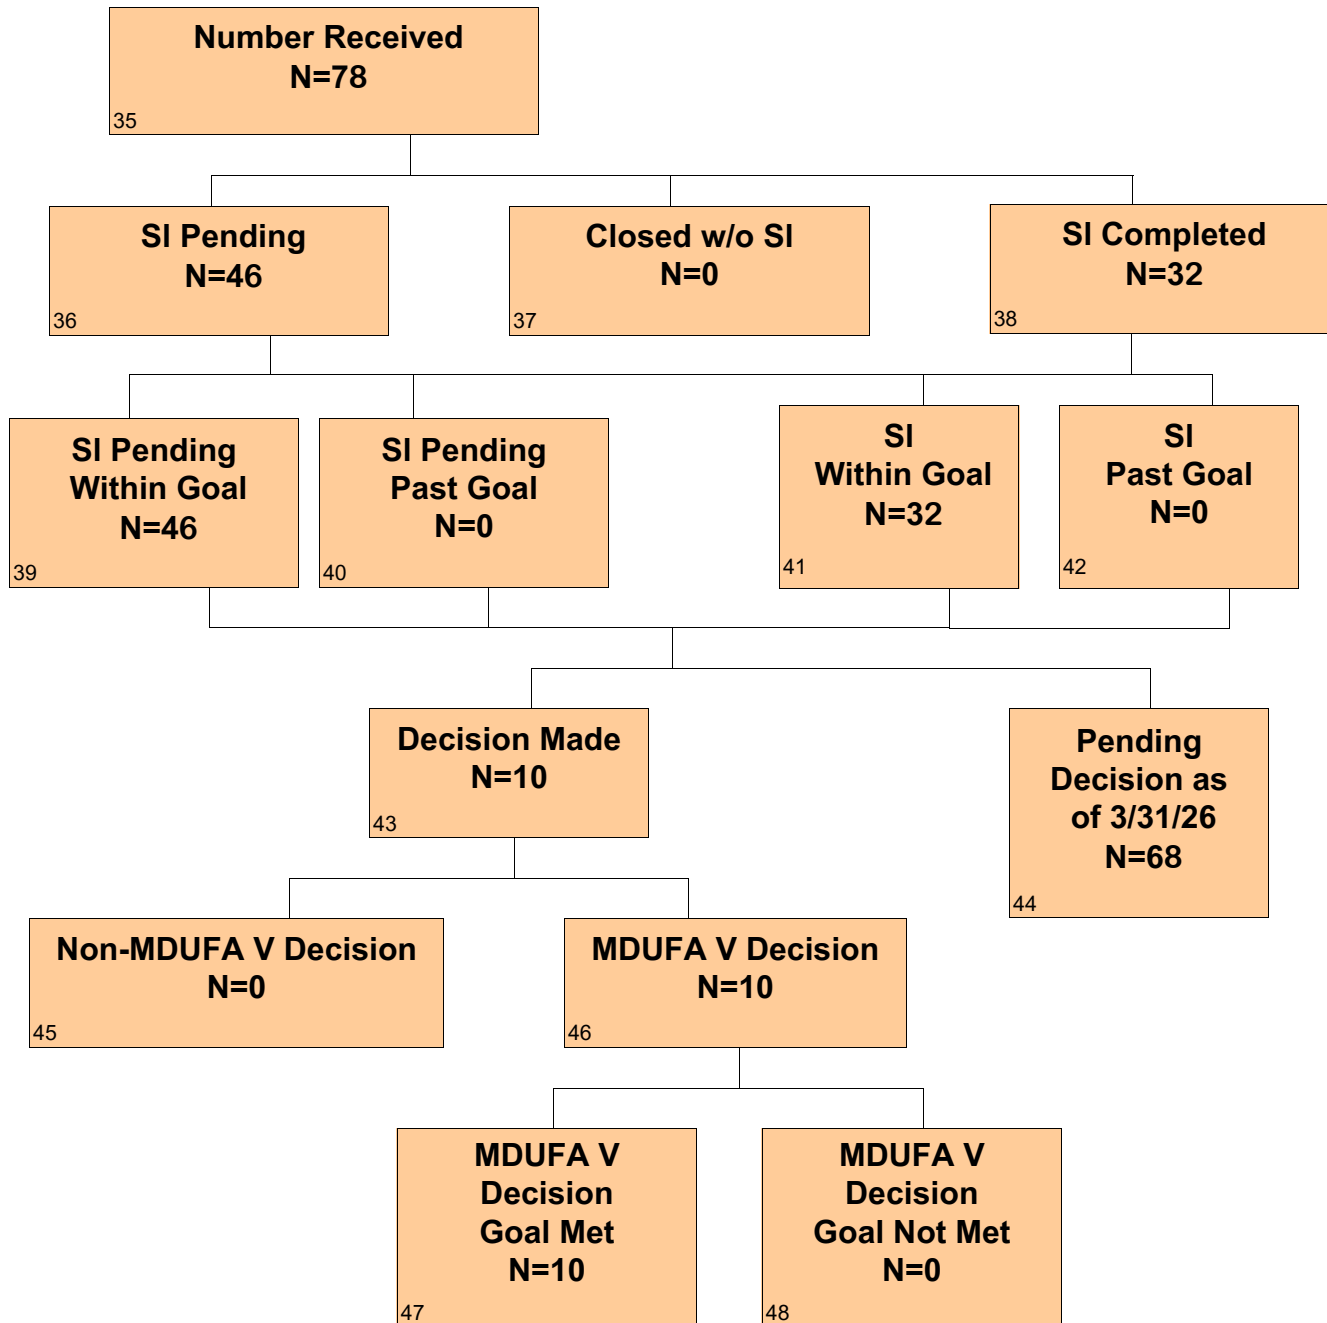 Number Received
N=78
35
SI Pending
N=46
36
Closed w/o SI
N=0
37
SI Completed
N=32
38
SI Pending
Within Goal
N=46
39
SI Pending
Past Goal
N=0
40
SI
Within Goal
N=32
41
SI
Past Goal
N=0
42
Decision Made
N=10
43
Pending
Decision as
of 3/31/26
N=68
44
Non-MDUFA V Decision
N=0
45
MDUFA V Decision
N=10
46
MDUFA V
Decision
Goal Met
N=10
47
MDUFA V
Decision
Goal Not Met
N=0
48